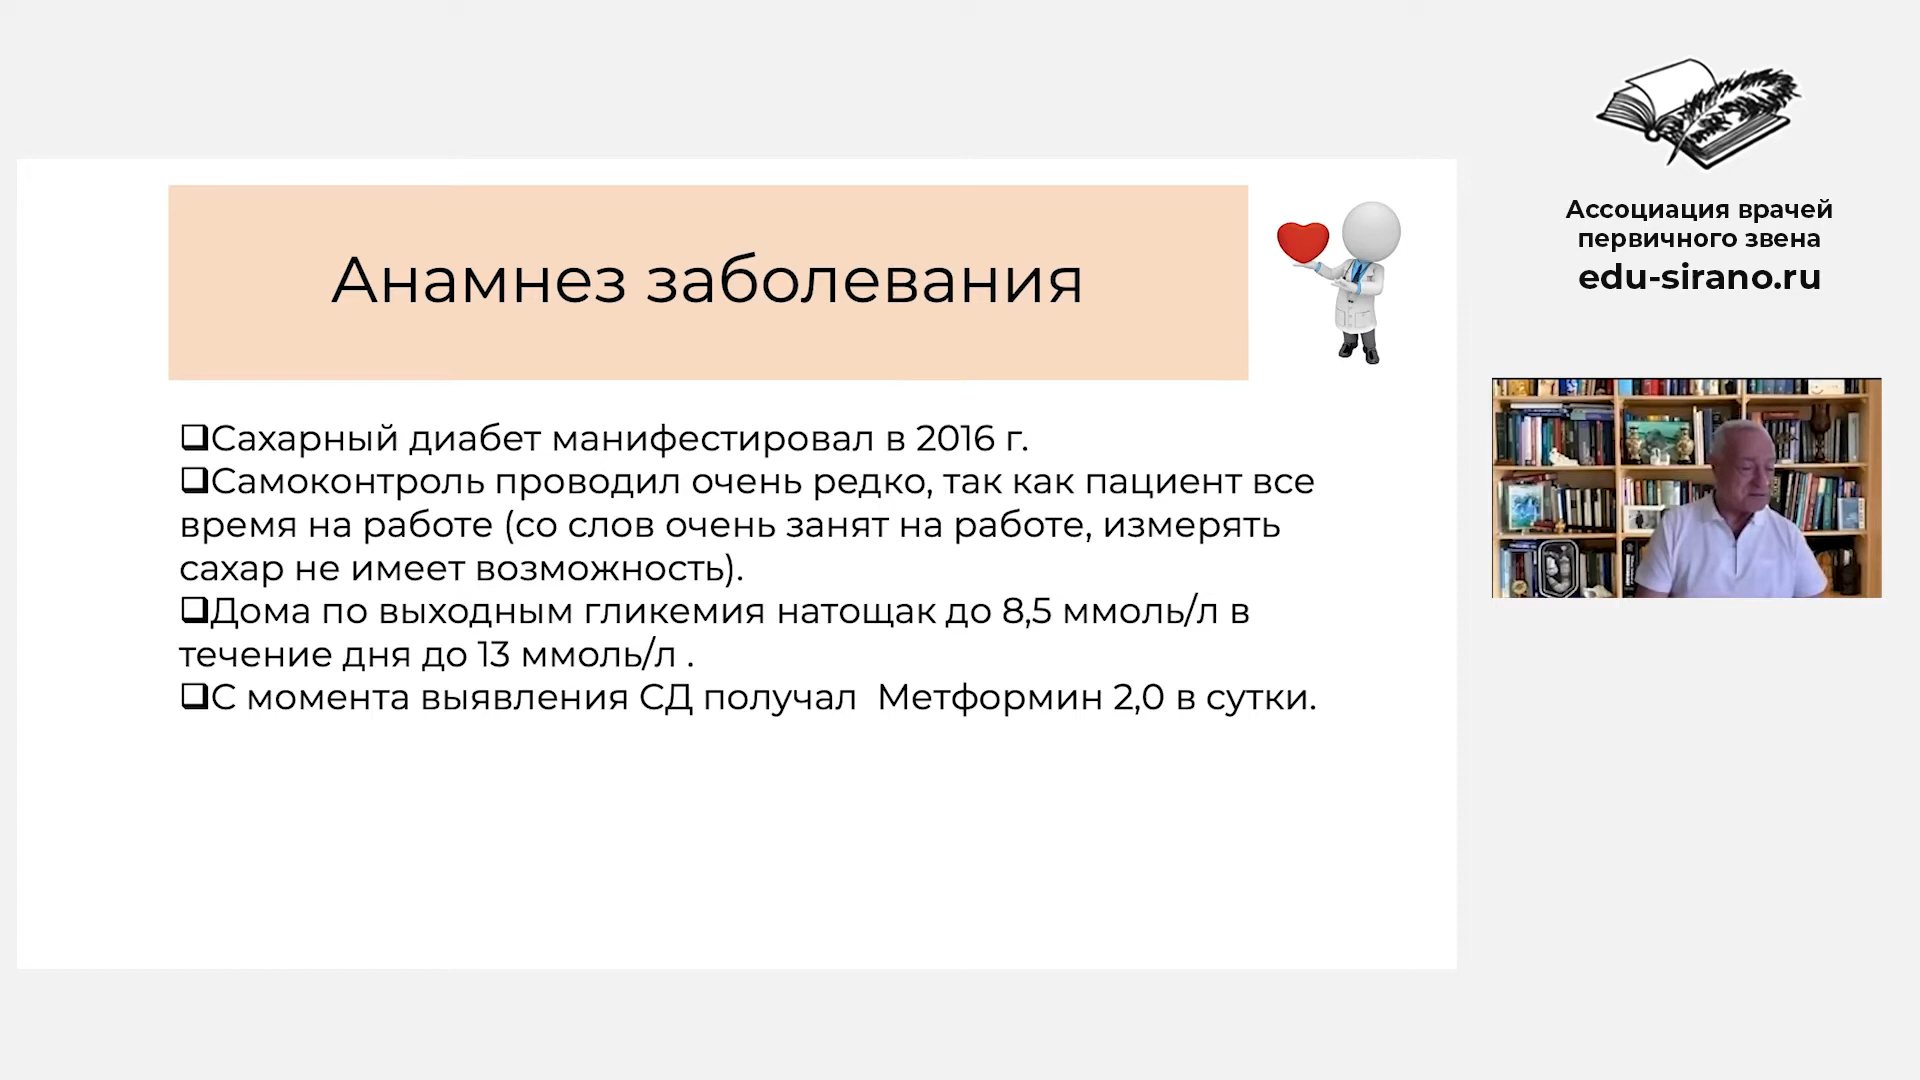 Анамнез заболевания
❑Сахарный диабет манифестировал в 2016 г.
❑Самоконтроль проводил очень редко, так как пациент все
время на работе (со слов очень занят на работе, измерять
сахар не имеет возможность).
❑Дома по выходным гликемия натощак до 8,5 ммоль/л в
течение дня до 13 ммоль/л .
❑С момента выявления СД получал  Метформин 2,0 в сутки.
Ассоциация врачей
первичного звена
edu-sirano.ru